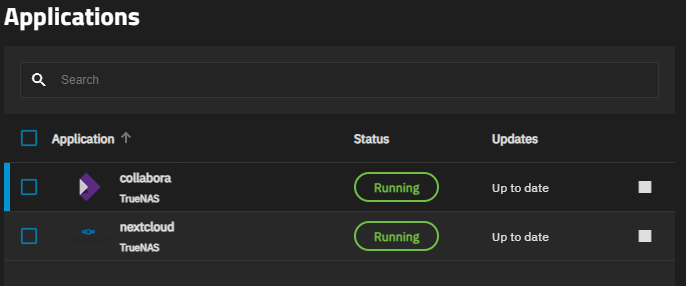 Applications
Search
Application Status Updates
collabora
TrueNAS
Running
Up to date
nextcloud
TrueNAS
Running
Up to date